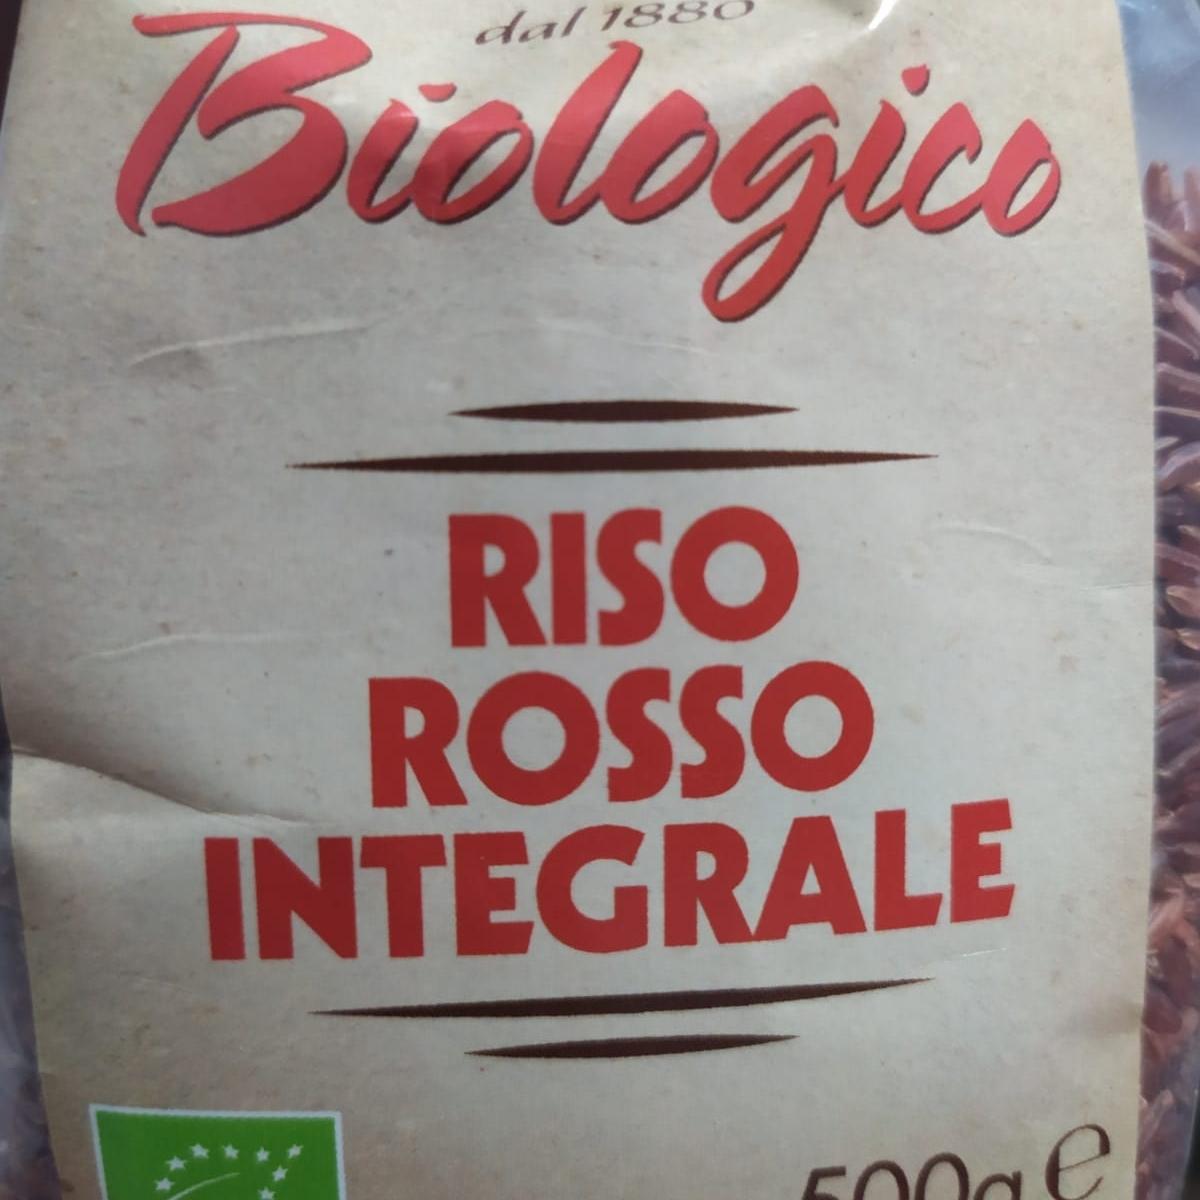 dal 1880
Biologico
RISO
ROSSO
INTEGRALE
500g e